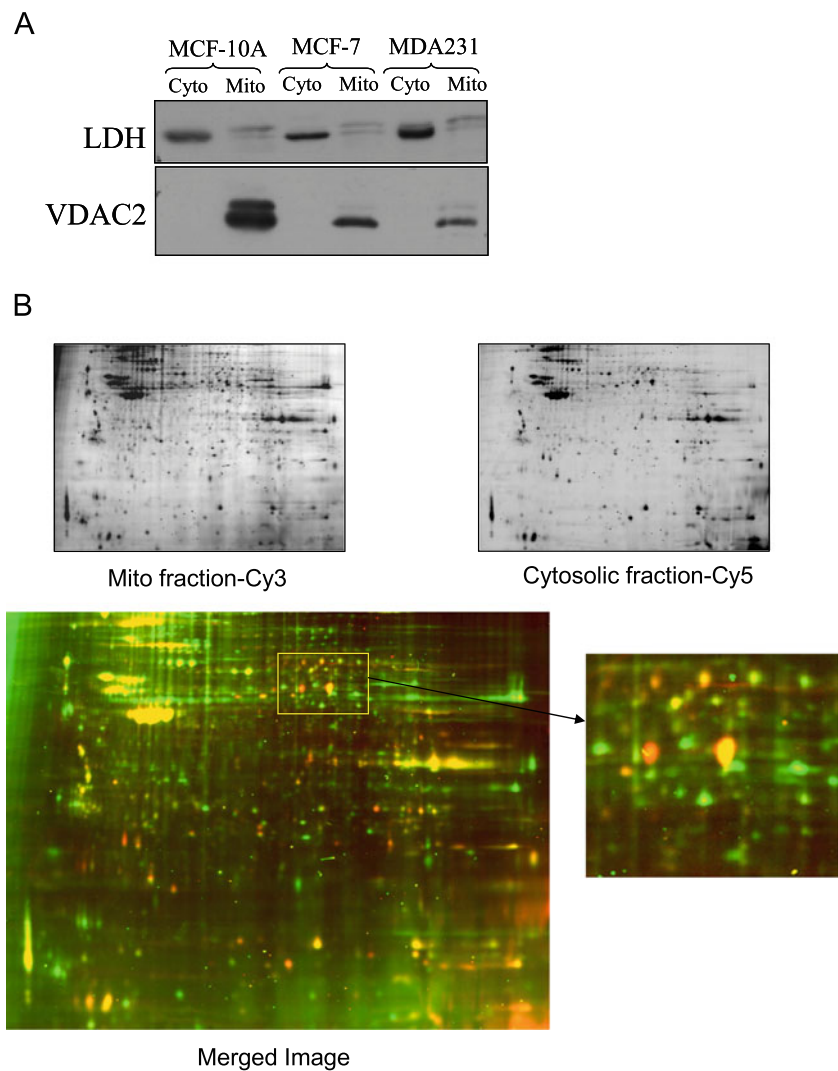 A
MCF-10A MCF-7 MDA231
Cyto Mito Cyto Mito Cyto Mito
LDH
VDAC2
B
Mito fraction-Cy3 Cytosolic fraction-Cy5
Merged Image